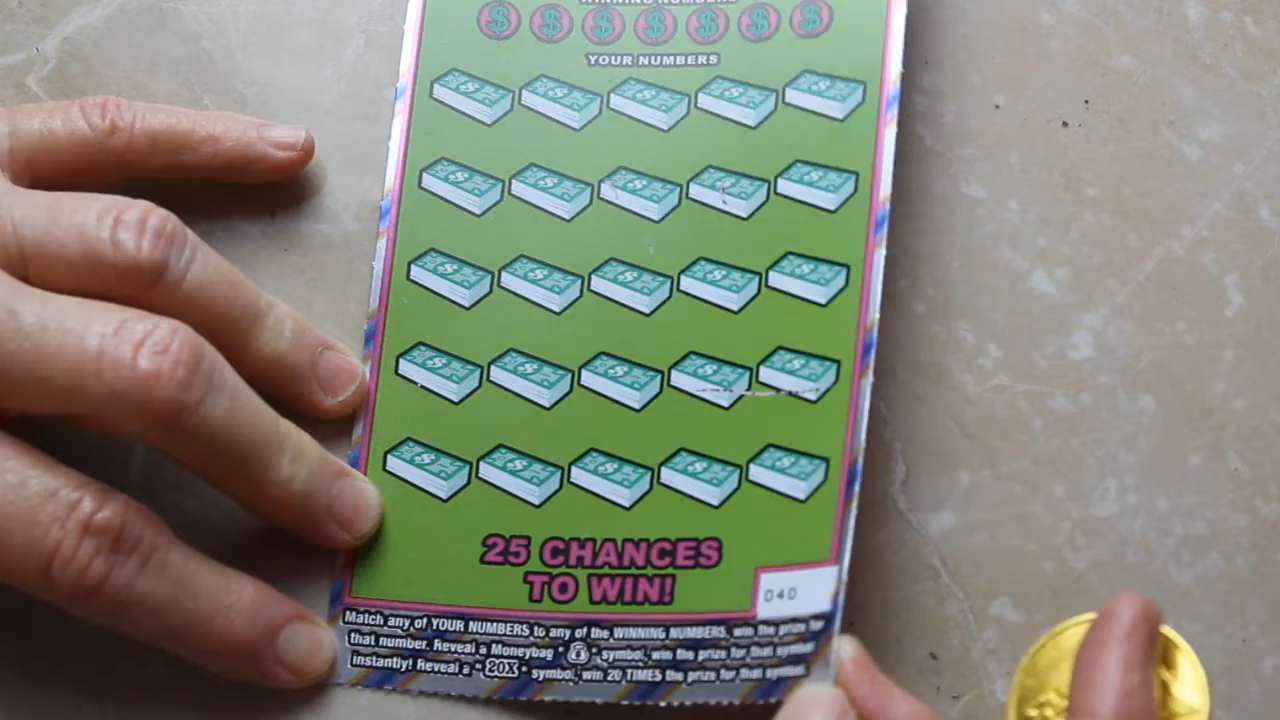 WINNING NUMBERS
YOUR NUMBERS
25 CHANCES
TO WIN!
040
Match any of YOUR NUMBERS to any of the WINNING NUMBERS, win the prize for
that number. Reveal a Moneybag " " symbol, win the prize for that symbol
instantly! Reveal a "20X" symbol, win 20 TIMES the prize for that symbol.